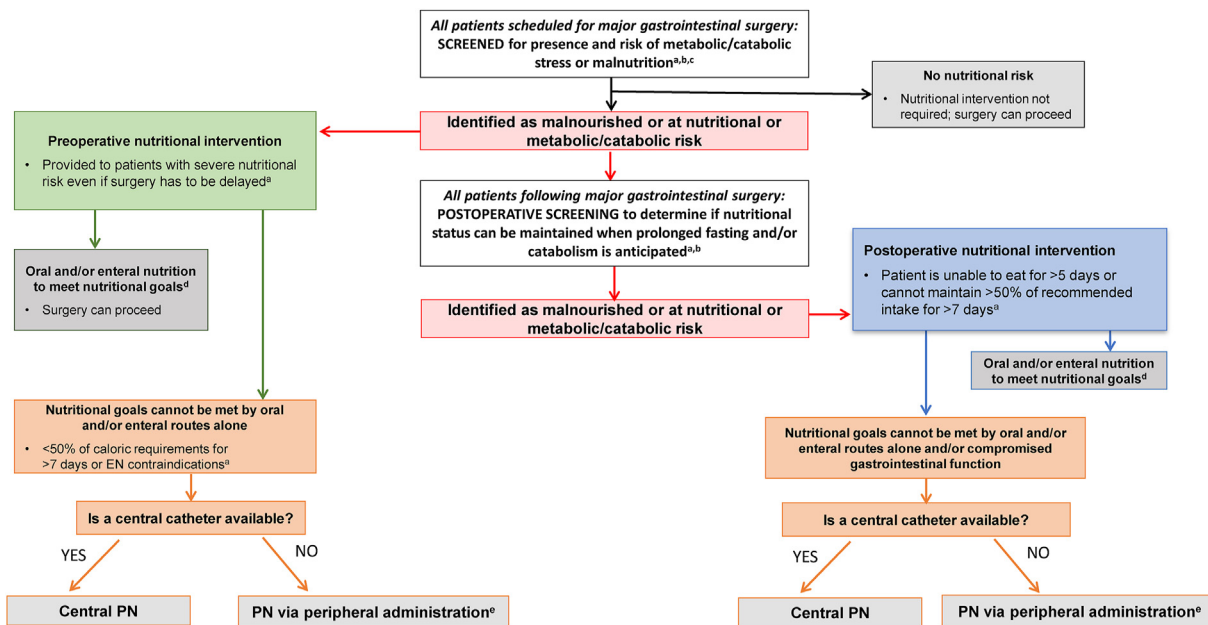 All patients scheduled for major gastrointestinal surgery:
SCREENED for presence and risk of metabolic/catabolic
stress or malnutritionᵃ,ᵇ,ᶜ
No nutritional risk
• Nutritional intervention not
required; surgery can proceed
Identified as malnourished or at nutritional or
metabolic/catabolic risk
Preoperative nutritional intervention
• Provided to patients with severe nutritional
risk even if surgery has to be delayedᵃ
All patients following major gastrointestinal surgery:
POSTOPERATIVE SCREENING to determine if nutritional
status can be maintained when prolonged fasting and/or
catabolism is anticipatedᵃ,ᵇ
Oral and/or enteral nutrition
to meet nutritional goalsᵈ
• Surgery can proceed
Identified as malnourished or at nutritional or
metabolic/catabolic risk
Postoperative nutritional intervention
• Patient is unable to eat for >5 days or
cannot maintain >50% of recommended
intake for >7 daysᵃ
Oral and/or enteral nutrition
to meet nutritional goalsᵈ
Nutritional goals cannot be met by oral
and/or enteral routes alone
• <50% of caloric requirements for
>7 days or EN contraindicationsᵃ
Is a central catheter available?
YES
NO
Central PN
PN via peripheral administrationᵉ
Nutritional goals cannot be met by oral and/or
enteral routes alone and/or compromised
gastrointestinal function
Is a central catheter available?
YES
NO
Central PN
PN via peripheral administrationᵉ